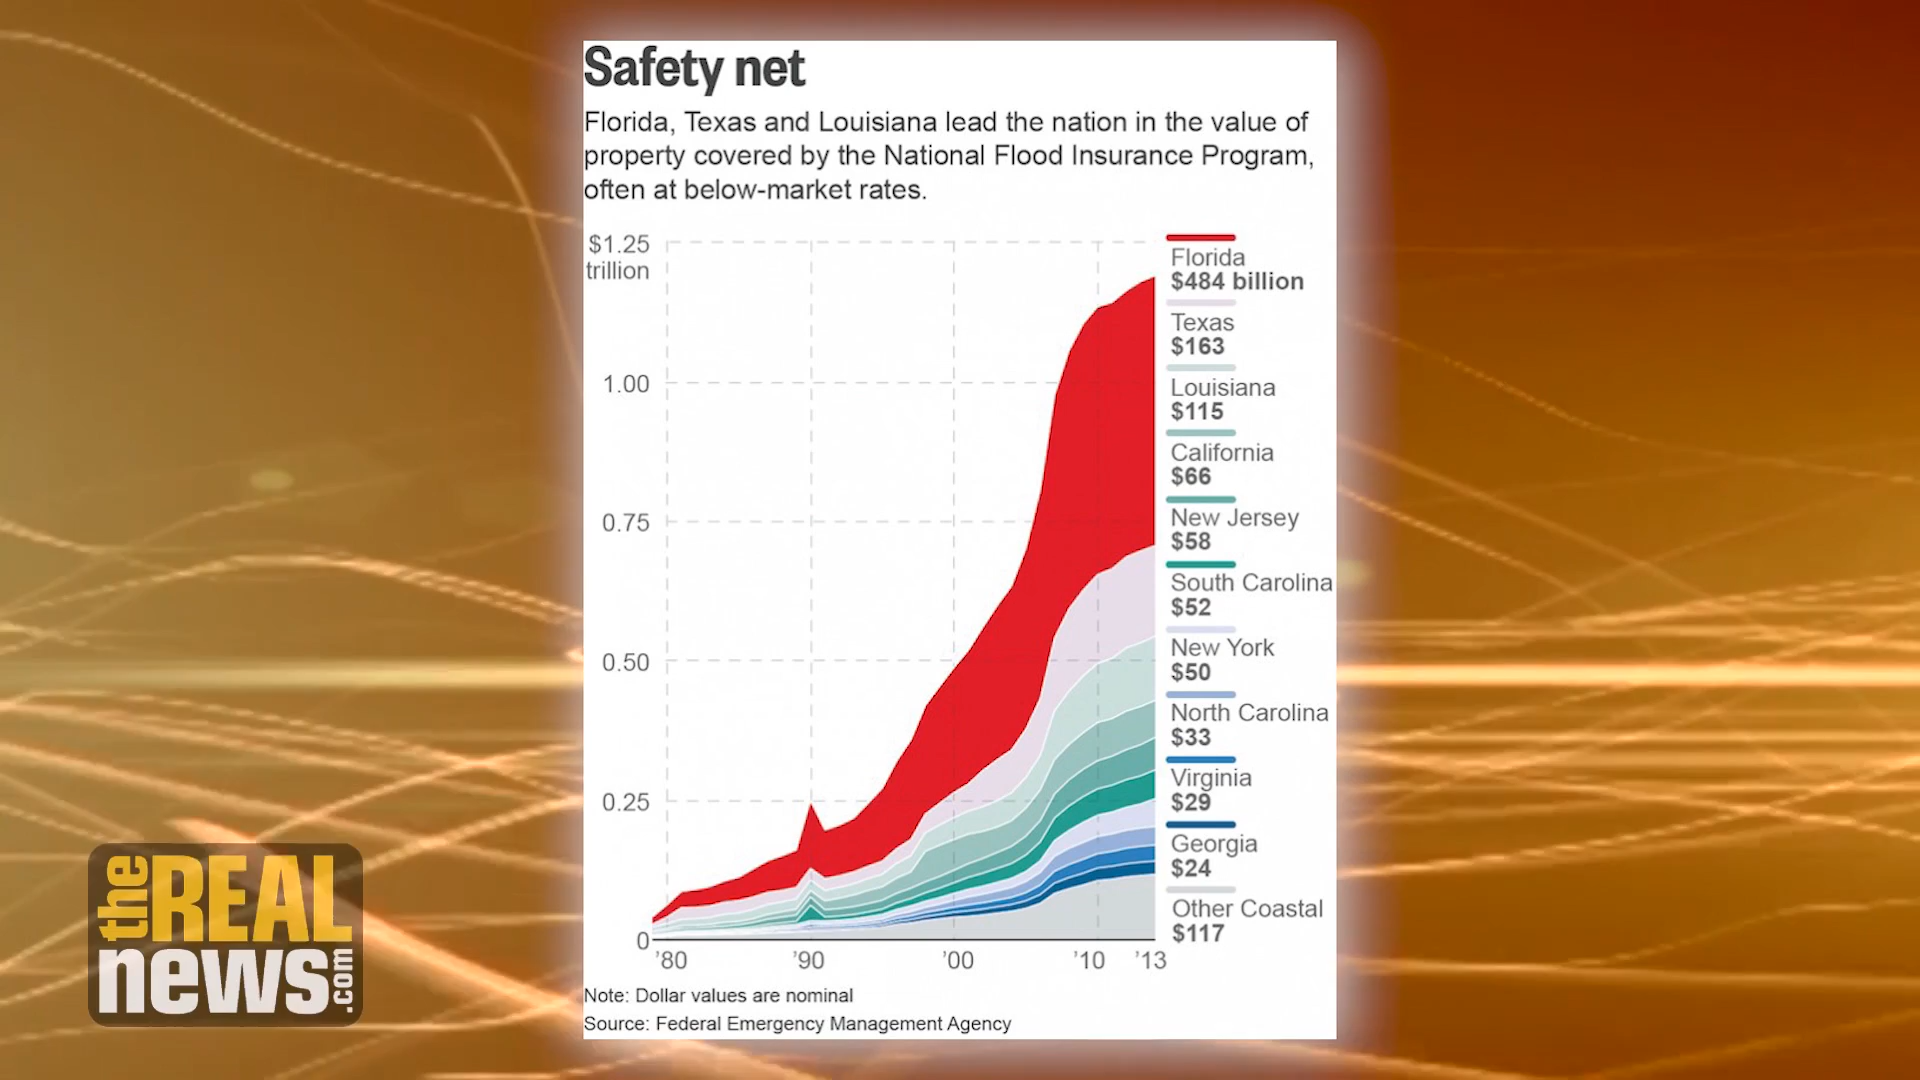 Safety net
Florida, Texas and Louisiana lead the nation in the value of
property covered by the National Flood Insurance Program,
often at below-market rates.
$1.25
trillion
1.00
0.75
0.50
0.25
0
'80
'90
'00
'10
'13
Florida
$484 billion
Texas
$163
Louisiana
$115
California
$66
New Jersey
$58
South Carolina
$52
New York
$50
North Carolina
$33
Virginia
$29
Georgia
$24
Other Coastal
$117
Note: Dollar values are nominal
Source: Federal Emergency Management Agency
the REAL
news.com